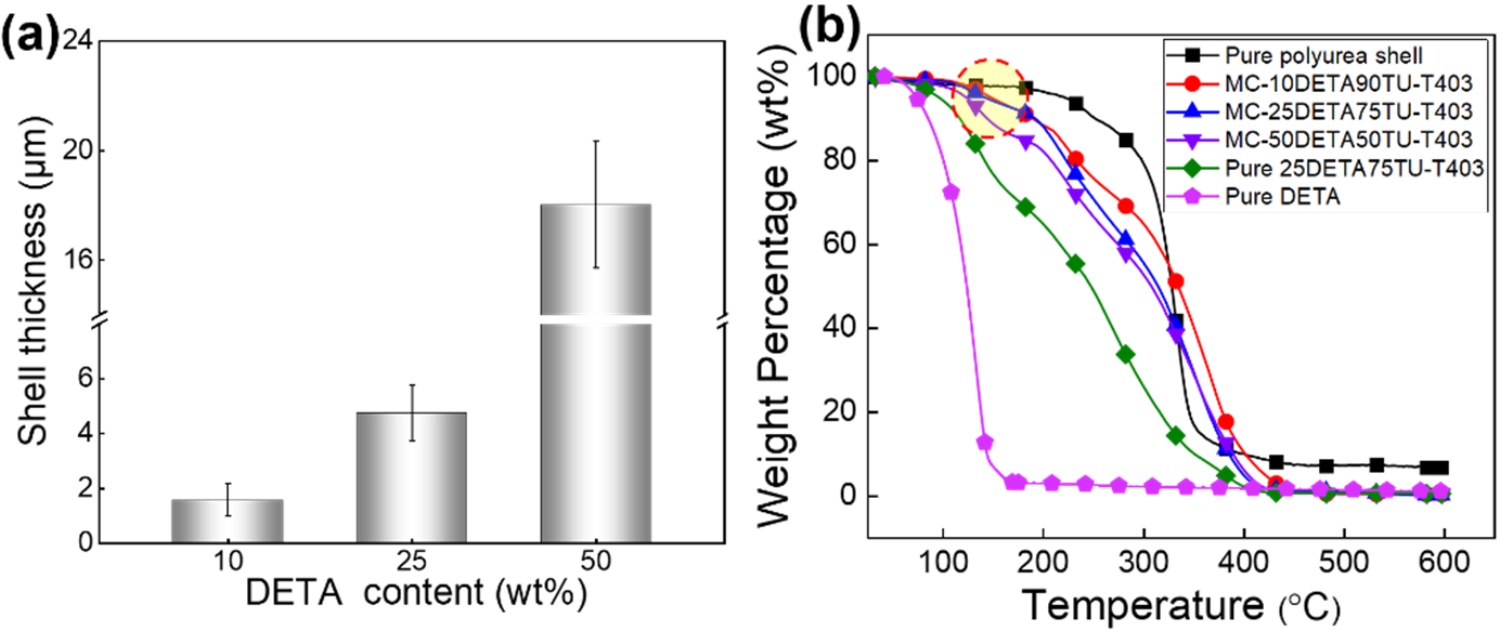 (a)
24
20
16
6
4
2
0
Shell thickness (μm)
10 25 50
DETA content (wt%)
(b)
100
80
60
40
20
0
Weight Percentage (wt%)
Pure polyurea shell
MC-10DETA90TU-T403
MC-25DETA75TU-T403
MC-50DETA50TU-T403
Pure 25DETA75TU-T403
Pure DETA
100 200 300 400 500 600
Temperature (°C)